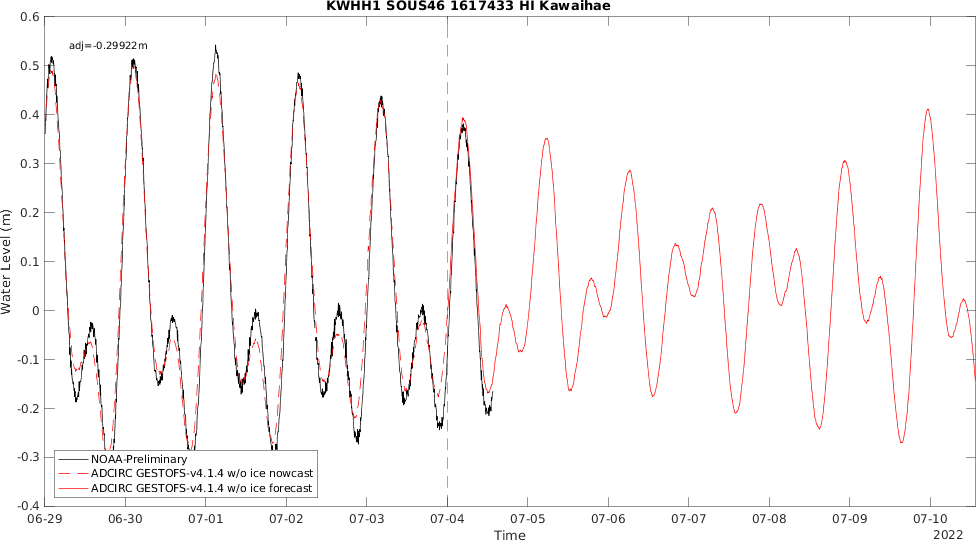 KWHH1 SOUS46 1617433 HI Kawaihae
adj=-0.29922m
Water Level (m)
0.6
0.5
0.4
0.3
0.2
0.1
0
-0.1
-0.2
-0.3
-0.4
NOAA-Preliminary
ADCIRC GESTOFS-v4.1.4 w/o ice nowcast
ADCIRC GESTOFS-v4.1.4 w/o ice forecast
06-29 06-30 07-01 07-02 07-03 07-04 07-05 07-06 07-07 07-08 07-09 07-10
Time
2022